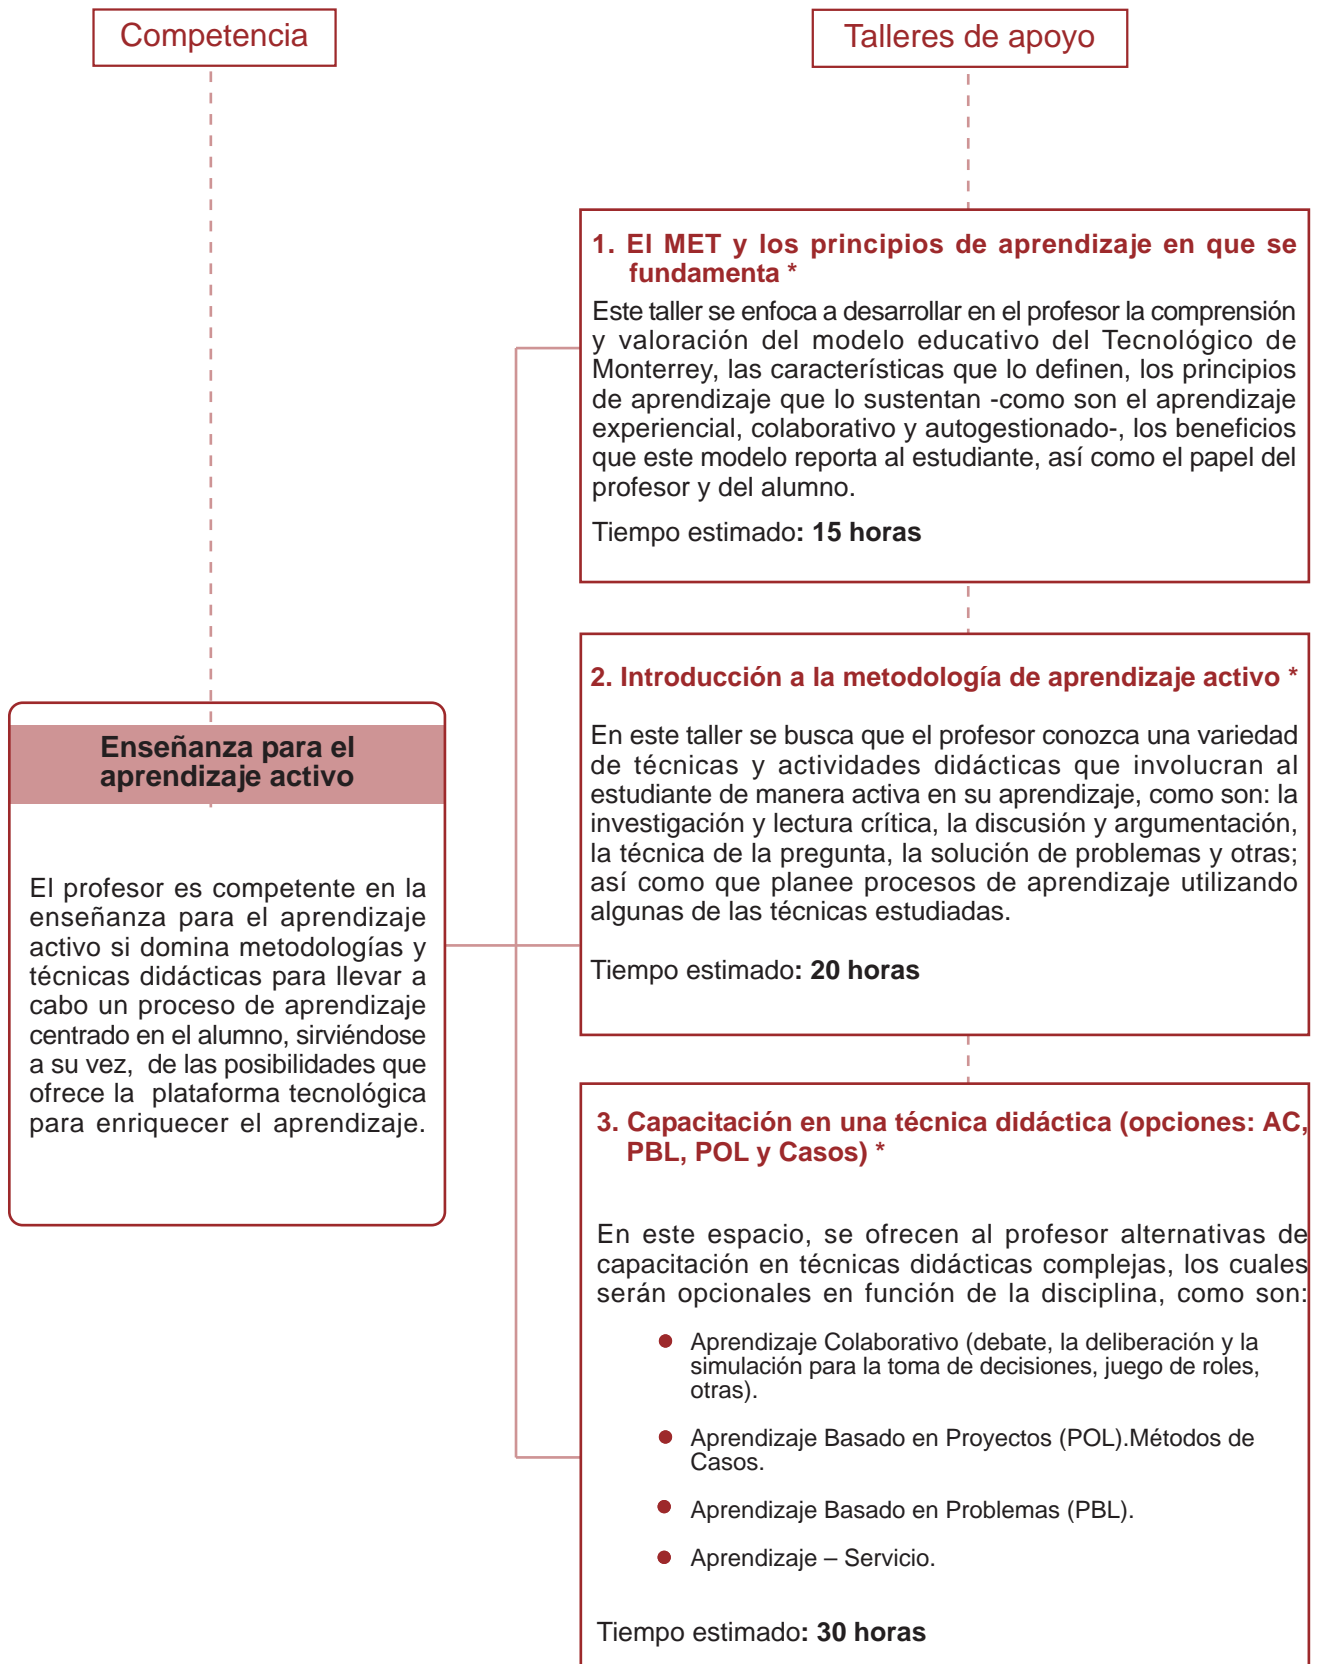 Competencia
Talleres de apoyo
1. El MET y los principios de aprendizaje en que se
fundamenta *
Este taller se enfoca a desarrollar en el profesor la comprensión
y valoración del modelo educativo del Tecnológico de
Monterrey, las características que lo definen, los principios
de aprendizaje que lo sustentan -como son el aprendizaje
experiencial, colaborativo y autogestionado-, los beneficios
que este modelo reporta al estudiante, así como el papel del
profesor y del alumno.
Tiempo estimado: 15 horas
2. Introducción a la metodología de aprendizaje activo *
En este taller se busca que el profesor conozca una variedad
de técnicas y actividades didácticas que involucran al
estudiante de manera activa en su aprendizaje, como son: la
investigación y lectura crítica, la discusión y argumentación,
la técnica de la pregunta, la solución de problemas y otras;
así como que planee procesos de aprendizaje utilizando
algunas de las técnicas estudiadas.
Tiempo estimado: 20 horas
Enseñanza para el
aprendizaje activo
El profesor es competente en la
enseñanza para el aprendizaje
activo si domina metodologías y
técnicas didácticas para llevar a
cabo un proceso de aprendizaje
centrado en el alumno, sirviéndose
a su vez, de las posibilidades que
ofrece la plataforma tecnológica
para enriquecer el aprendizaje.
3. Capacitación en una técnica didáctica (opciones: AC,
PBL, POL y Casos) *
En este espacio, se ofrecen al profesor alternativas de
capacitación en técnicas didácticas complejas, los cuales
serán opcionales en función de la disciplina, como son:
● Aprendizaje Colaborativo (debate, la deliberación y la
simulación para la toma de decisiones, juego de roles,
otras).
● Aprendizaje Basado en Proyectos (POL).Métodos de
Casos.
● Aprendizaje Basado en Problemas (PBL).
● Aprendizaje – Servicio.
Tiempo estimado: 30 horas